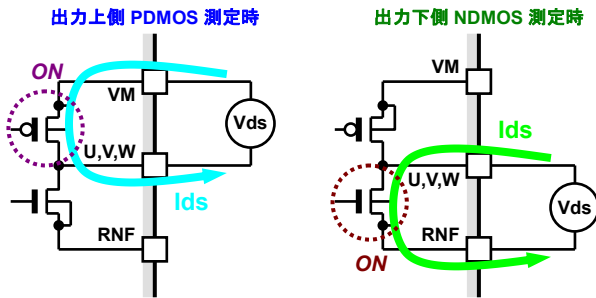 出力上側 PDMOS 測定時
ON
VM
Vds
U,V,W
Ids
RNF
出力下側 NDMOS 測定時
VM
Ids
U,V,W
Vds
RNF
ON